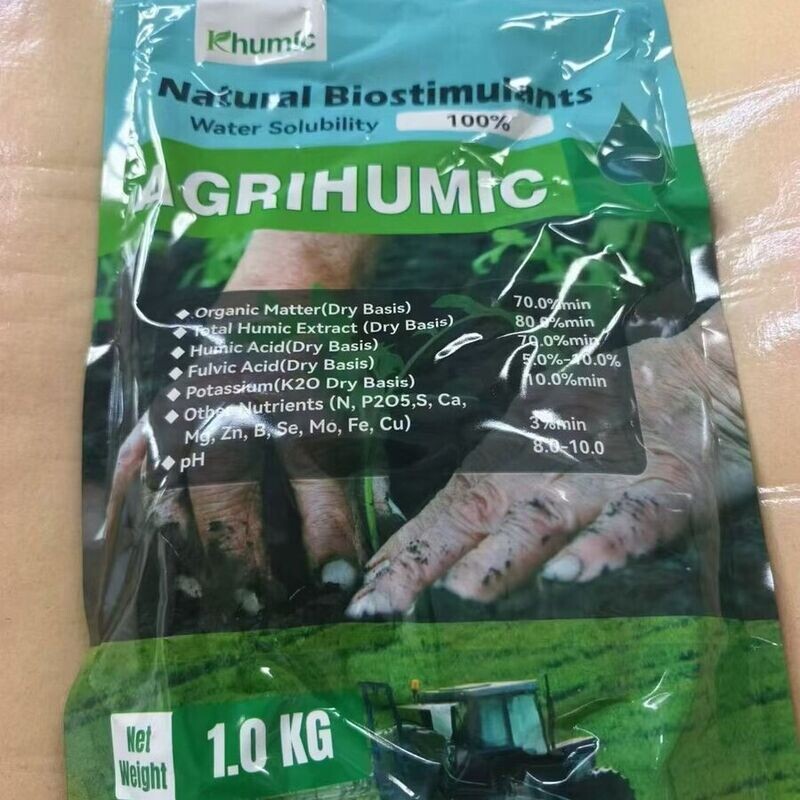 Khumic
Natural Biostimulants
Water Solubility 100%
AGRIHUMIC
◆ Organic Matter(Dry Basis) 70.0%min
◆ Total Humic Extract (Dry Basis) 80.0%min
◆ Humic Acid(Dry Basis) 70.0%min
◆ Fulvic Acid(Dry Basis) 5.0%-10.0%
◆ Potassium(K2O Dry Basis) 10.0%min
◆ Other Nutrients (N, P2O5,S, Ca,
Mg, Zn, B, Se, Mo, Fe, Cu) 3%min
◆ pH 8.0-10.0
Net
Weight
1.0 KG